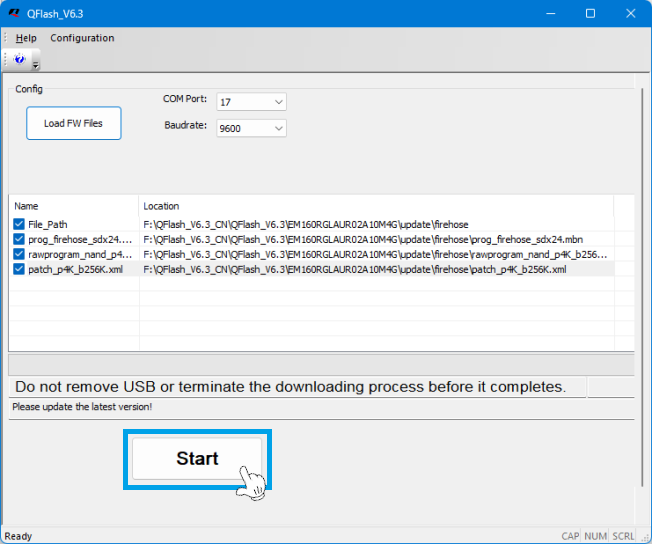 QFlash_V6.3
Help Configuration
Config
Load FW Files
COM Port: 17
Baudrate: 9600
Name Location
File_Path F:\QFlash_V6.3_CN\QFlash_V6.3\EM160RGLAUR02A10M4G\update\firehose
prog_firehose_sdx24.... F:\QFlash_V6.3_CN\QFlash_V6.3\EM160RGLAUR02A10M4G\update\firehose\prog_firehose_sdx24.mbn
rawprogram_nand_p4... F:\QFlash_V6.3_CN\QFlash_V6.3\EM160RGLAUR02A10M4G\update\firehose\rawprogram_nand_p4K_b256...
patch_p4K_b256K.xml F:\QFlash_V6.3_CN\QFlash_V6.3\EM160RGLAUR02A10M4G\update\firehose\patch_p4K_b256K.xml
Do not remove USB or terminate the downloading process before it completes.
Please update the latest version!
Start
Ready CAP NUM SCRL